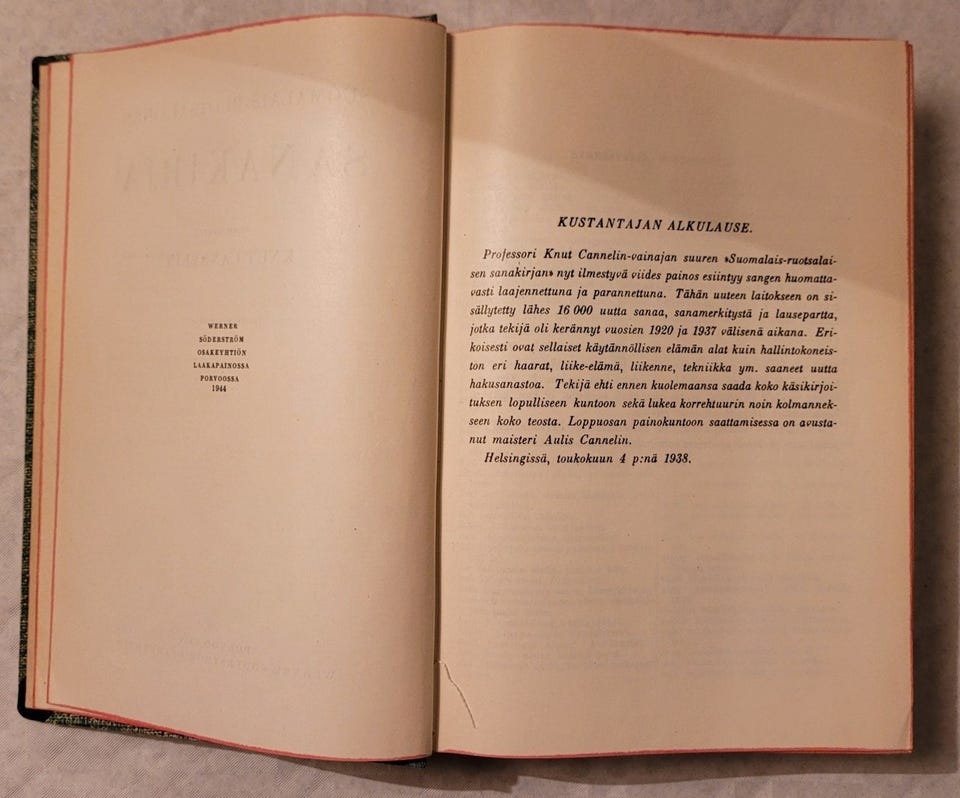 WERNER
SÖDERSTRÖM
OSAKEYHTIÖN
LAAKAPAINOSSA
PORVOOSSA
1944
KUSTANTAJAN ALKULAUSE.
Professori Knut Cannelin-vainajan suuren »Suomalais-ruotsalai-
sen sanakirjan» nyt ilmestyvä viides painos esiintyy sangen huomatta-
vasti laajennettuna ja parannettuna. Tähän uuteen laitokseen on si-
sällytetty lähes 16 000 uutta sanaa, sanamerkitystä ja lausepartta,
jotka tekijä oli kerännyt vuosien 1920 ja 1937 välisenä aikana. Eri-
koisesti ovat sellaiset käytännöllisen elämän alat kuin hallintokoneis-
ton eri haarat, liike-elämä, liikenne, tekniikka ym. saaneet uutta
hakusanastoa. Tekijä ehti ennen kuolemaansa saada koko käsikirjoi-
tuksen lopulliseen kuntoon sekä lukea korrehtuurin noin kolmannek-
seen koko teosta. Loppuosan painokuntoon saattamisessa on avusta-
nut maisteri Aulis Cannelin.
Helsingissä, toukokuun 4 p:nä 1938.